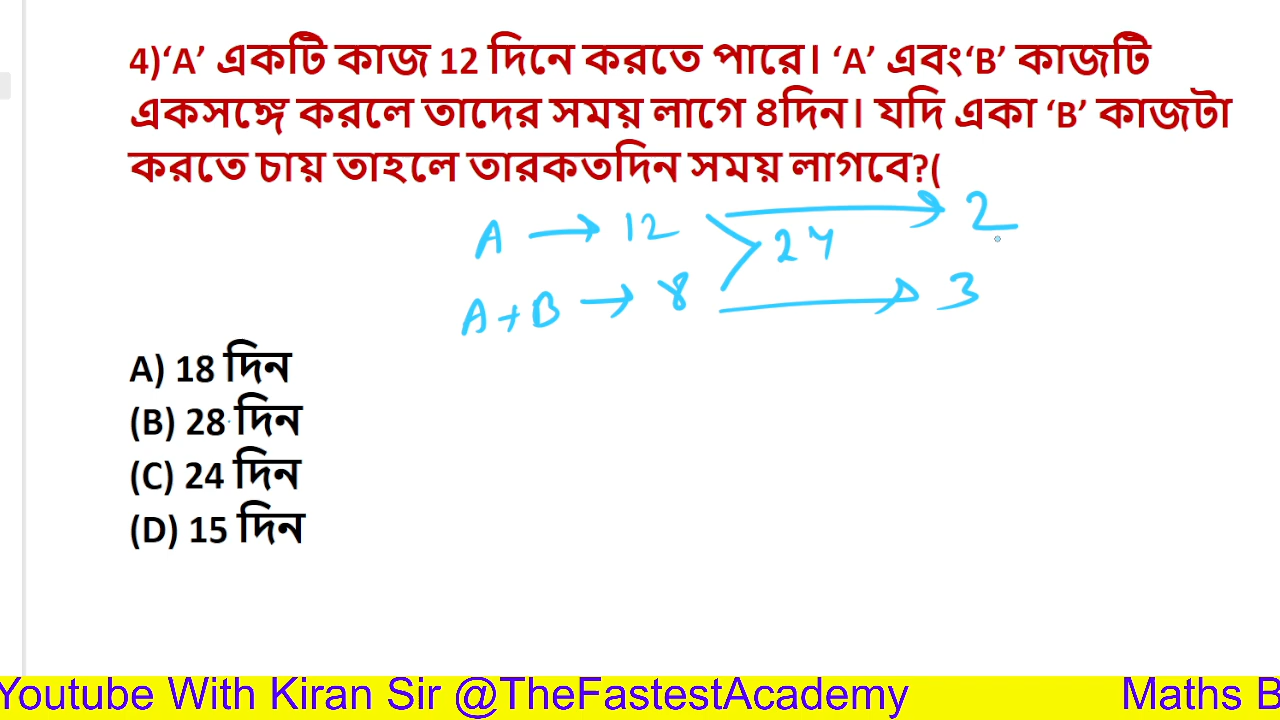 4)‘A’ একটি কাজ 12 দিনে করতে পারে। ‘A’ এবং‘B’ কাজটি
একসঙ্গে করলে তাদের সময় লাগে ৪দিন। যদি একা ‘B’ কাজটা
করতে চায় তাহলে তারকতদিন সময় লাগবে?(
A → 12 → 2
24
A+B → 8 → 3
A) 18 দিন
(B) 28 দিন
(C) 24 দিন
(D) 15 দিন
Youtube With Kiran Sir @TheFastestAcademy Maths B